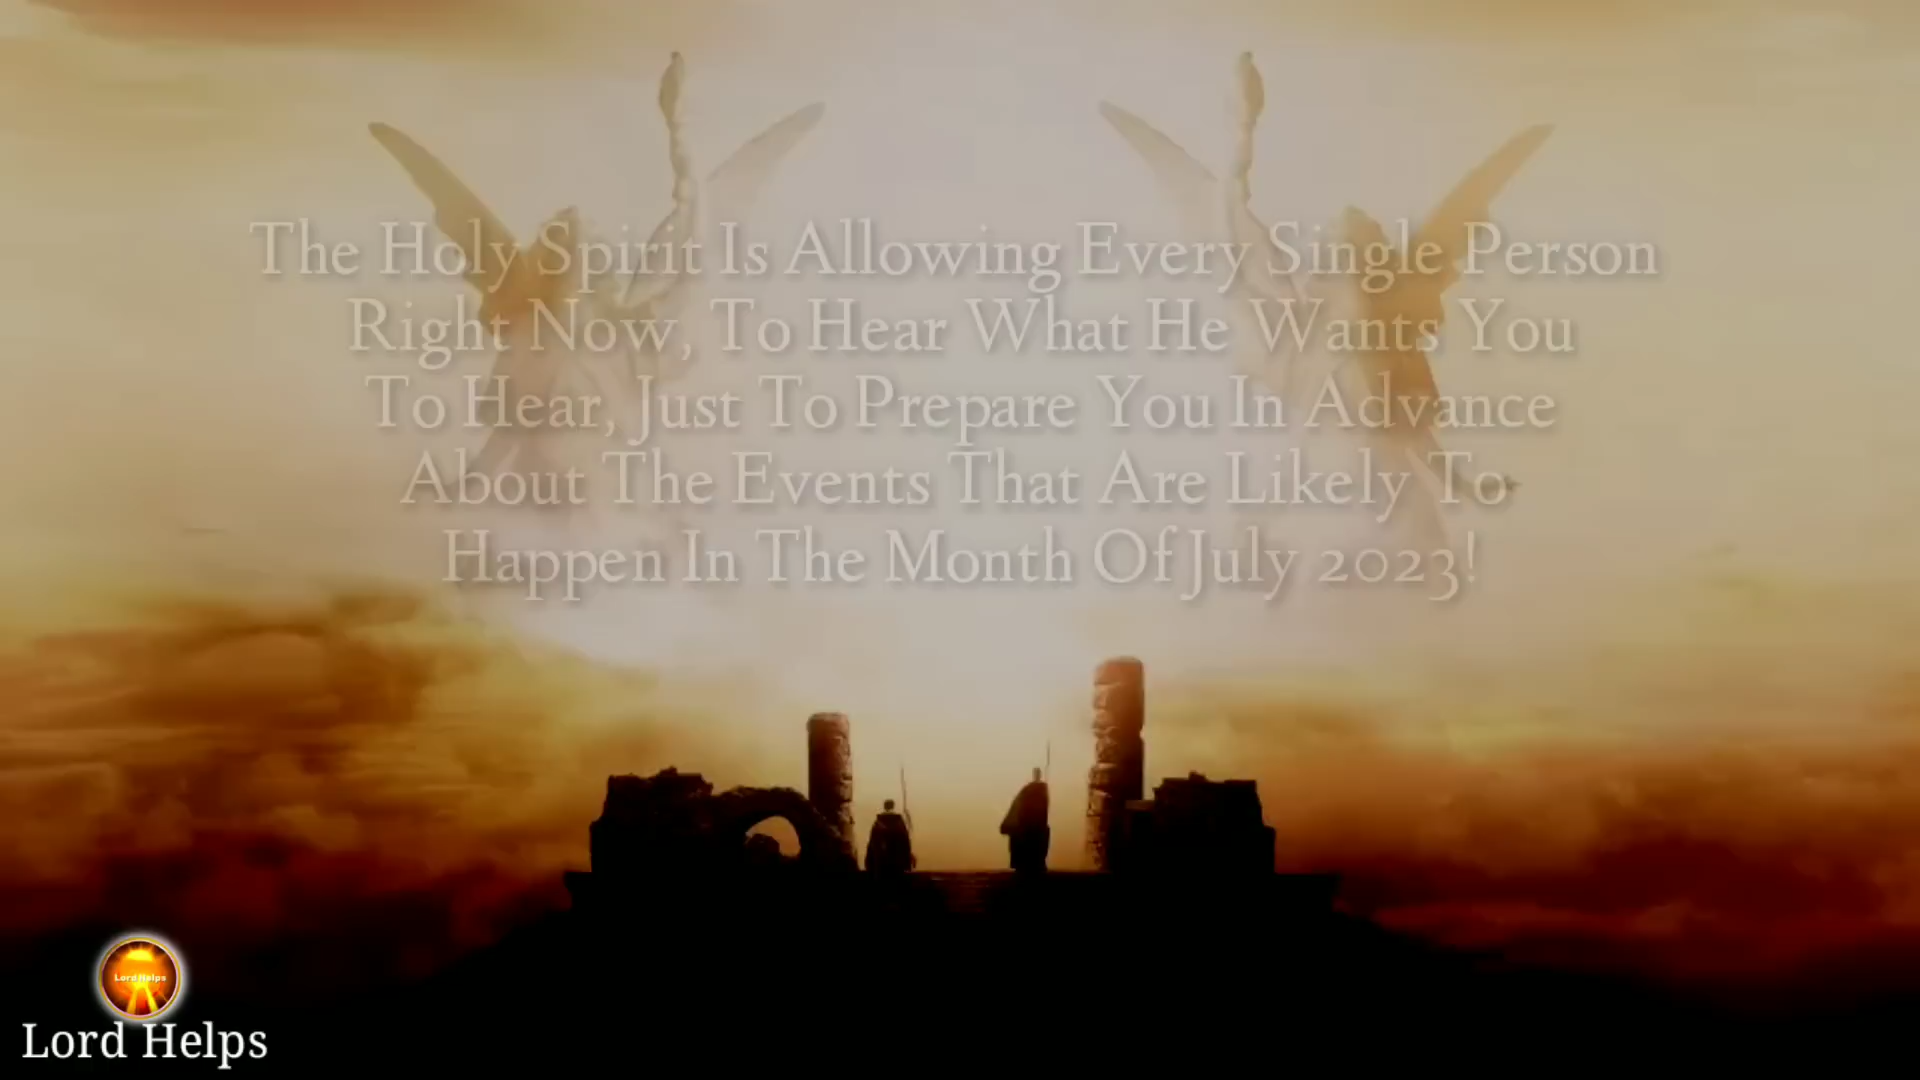 The Holy Spirit Is Allowing Every Single Person
Right Now, To Hear What He Wants You
To Hear, Just To Prepare You In Advance
About The Events That Are Likely To
Happen In The Month Of July 2023!
Lord Helps
Lord Helps